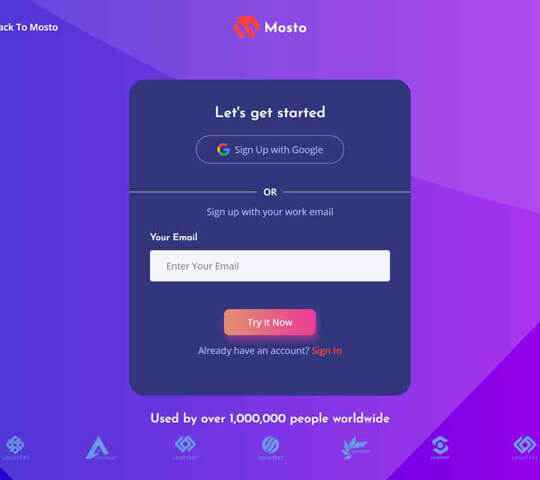 ack To Mosto
Mosto
Let's get started
Sign Up with Google
OR
Sign up with your work email
Your Email
Enter Your Email
Try It Now
Already have an account? Sign In
Used by over 1,000,000 people worldwide